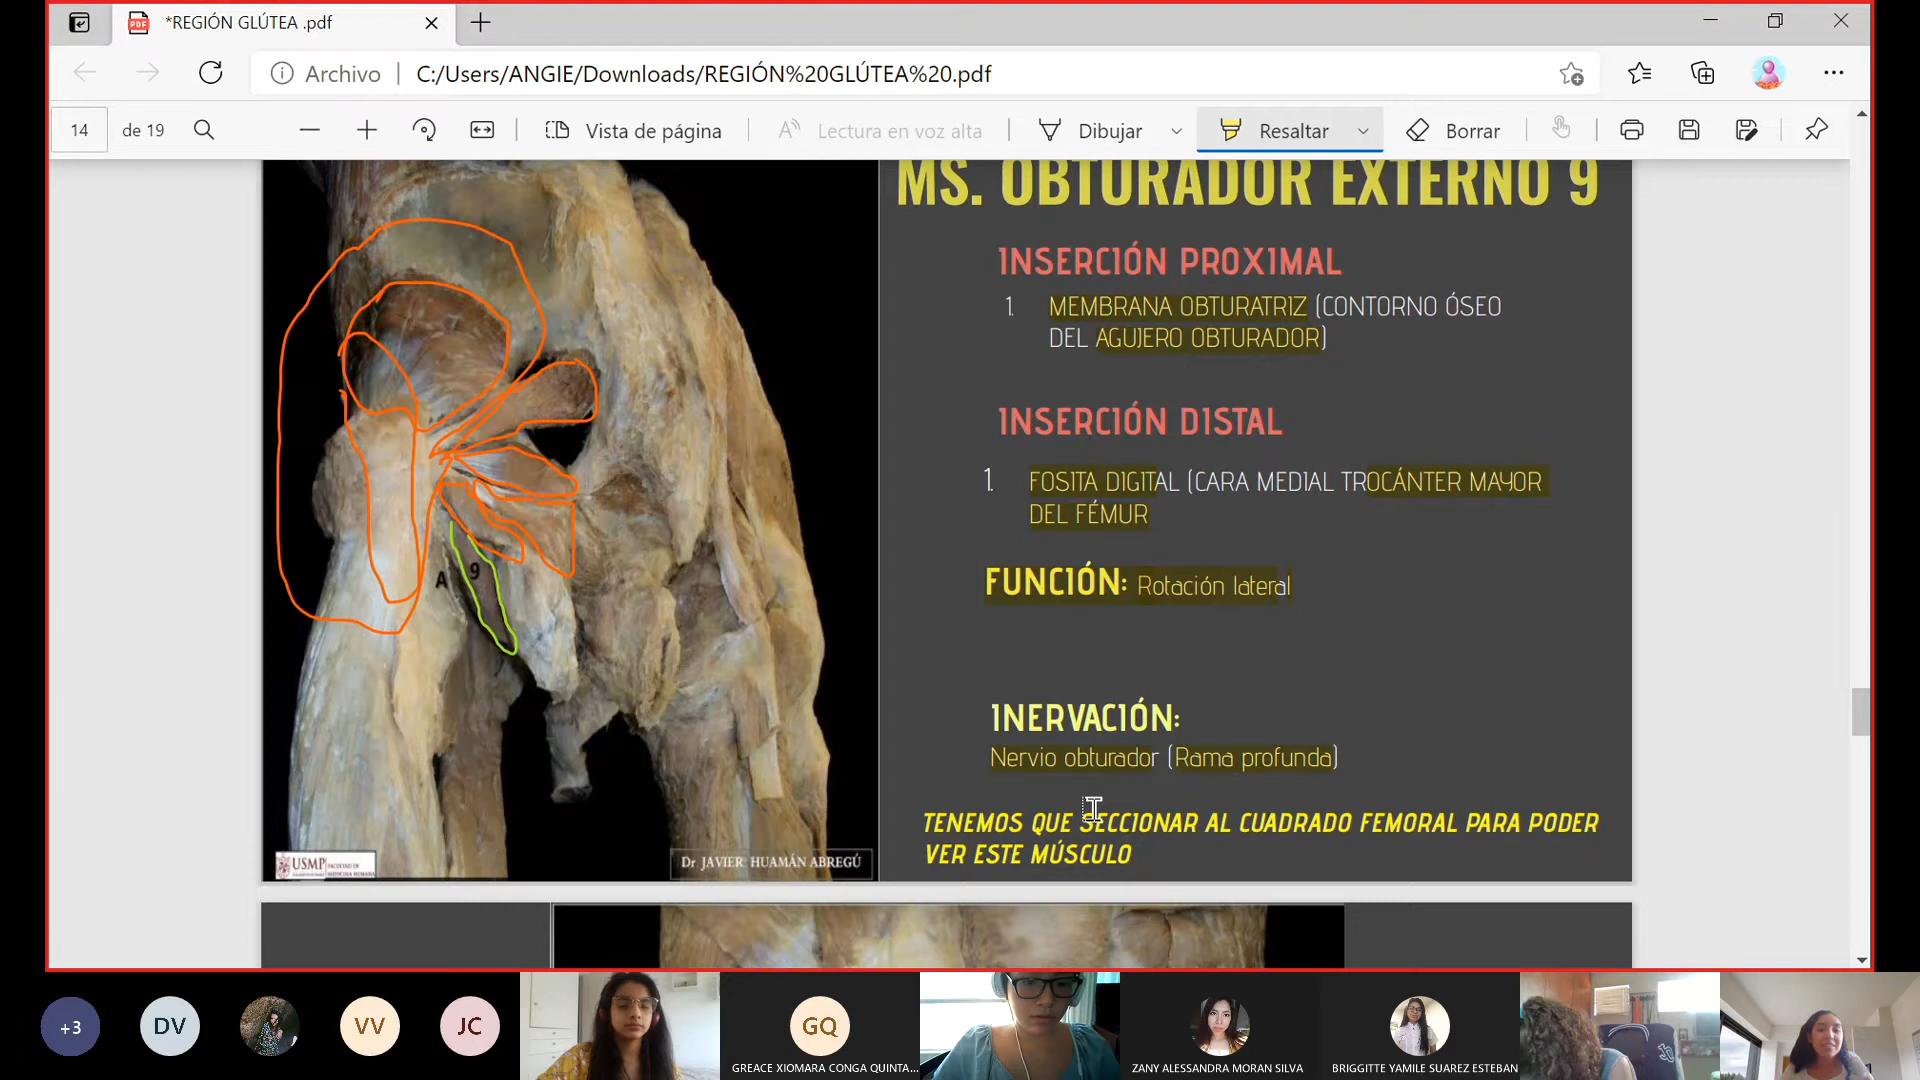 *REGIÓN GLÚTEA .pdf
Archivo | C:/Users/ANGIE/Downloads/REGIÓN%20GLÚTEA%20.pdf
14 de 19 Vista de página Lectura en voz alta Dibujar Resaltar Borrar
MS. OBTURADOR EXTERNO 9
INSERCIÓN PROXIMAL
1. MEMBRANA OBTURATRIZ (CONTORNO ÓSEO
DEL AGUJERO OBTURADOR)
INSERCIÓN DISTAL
1. FOSITA DIGITAL (CARA MEDIAL TROCÁNTER MAYOR
DEL FÉMUR
FUNCIÓN: Rotación lateral
INERVACIÓN:
Nervio obturador (Rama profunda)
TENEMOS QUE SECCIONAR AL CUADRADO FEMORAL PARA PODER
VER ESTE MÚSCULO
A 9
USMP FACULTAD DE
MEDICINA HUMANA
Dr JAVIER HUAMÁN ABREGÚ
+3 DV VV JC GQ
GREACE XIOMARA CONGA QUINTA...
ZANY ALESSANDRA MORAN SILVA
BRIGGITTE YAMILE SUAREZ ESTEBAN